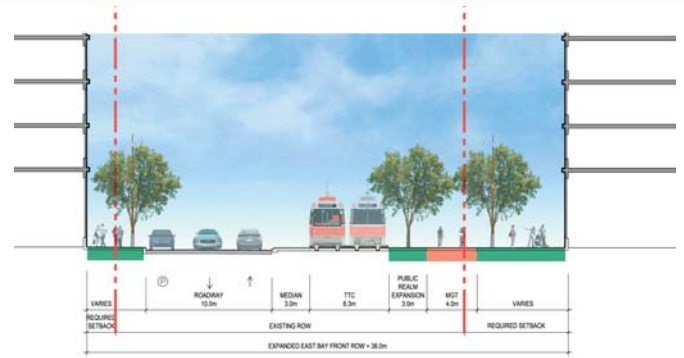 P
ROADWAY
10.0m
MEDIAN
3.0m
TTC
6.3m
PUBLIC
REALM
EXPANSION
3.0m
MGT
4.0m
VARIES
VARIES
REQUIRED
SETBACK
EXISTING ROW
REQUIRED SETBACK
EXPANDED EAST BAY FRONT ROW = 38.0m